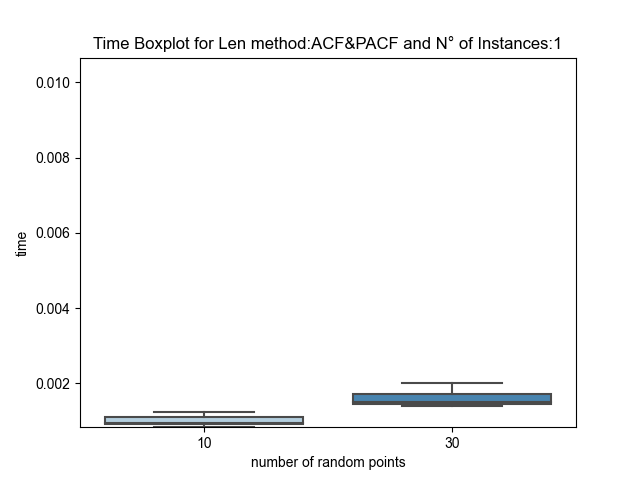 Time Boxplot for Len method:ACF&PACF and N° of Instances:1
0.010
0.008
0.006
0.004
0.002
time
10
30
number of random points